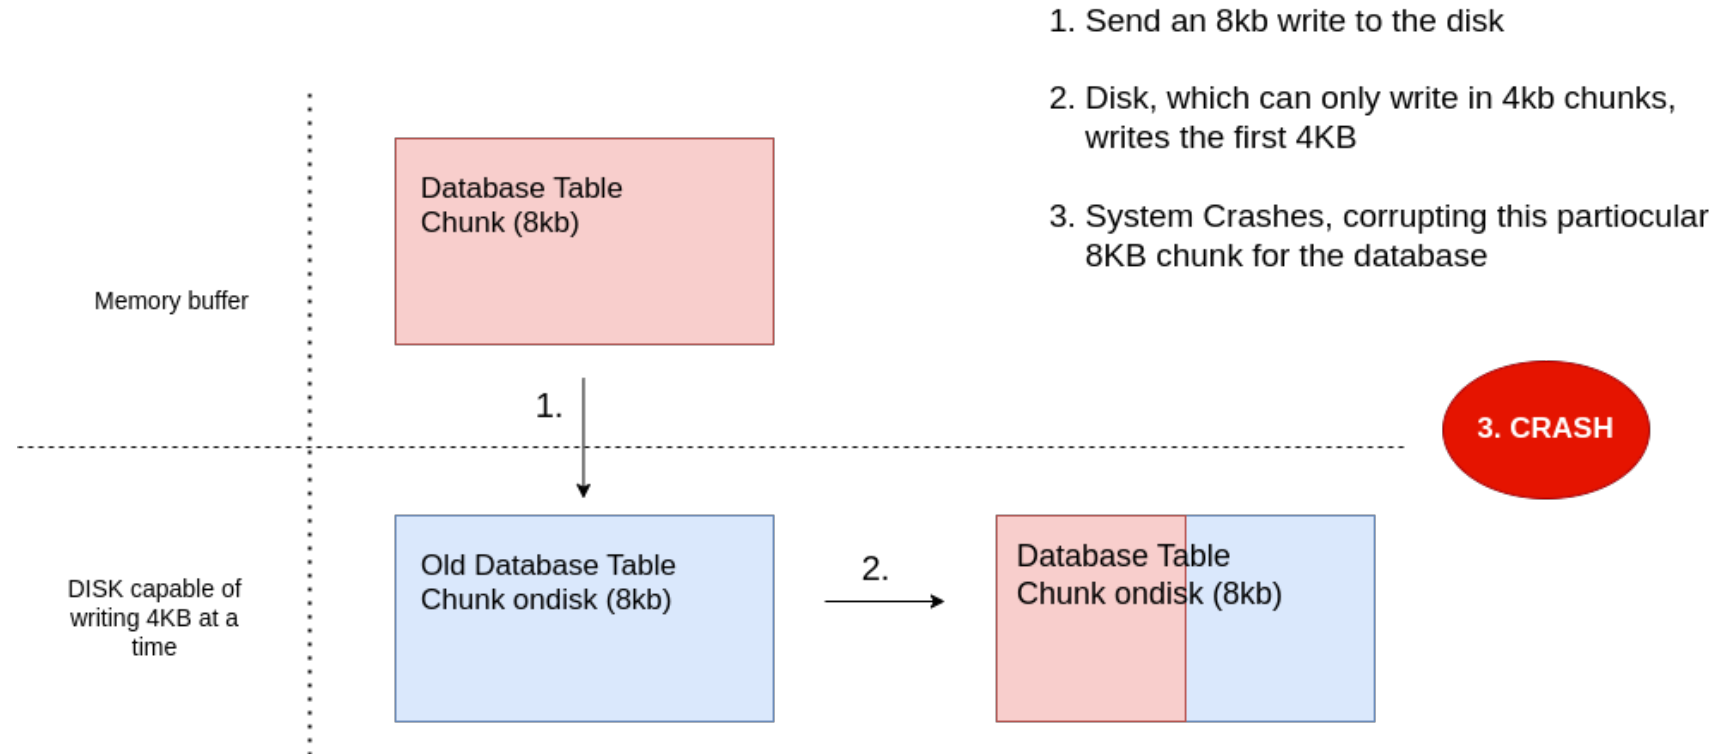 1. Send an 8kb write to the disk
2. Disk, which can only write in 4kb chunks,
writes the first 4KB
3. System Crashes, corrupting this partiocular
8KB chunk for the database
Database Table
Chunk (8kb)
Memory buffer
1.
3. CRASH
DISK capable of
writing 4KB at a
time
Old Database Table
Chunk ondisk (8kb)
2.
Database Table
Chunk ondisk (8kb)